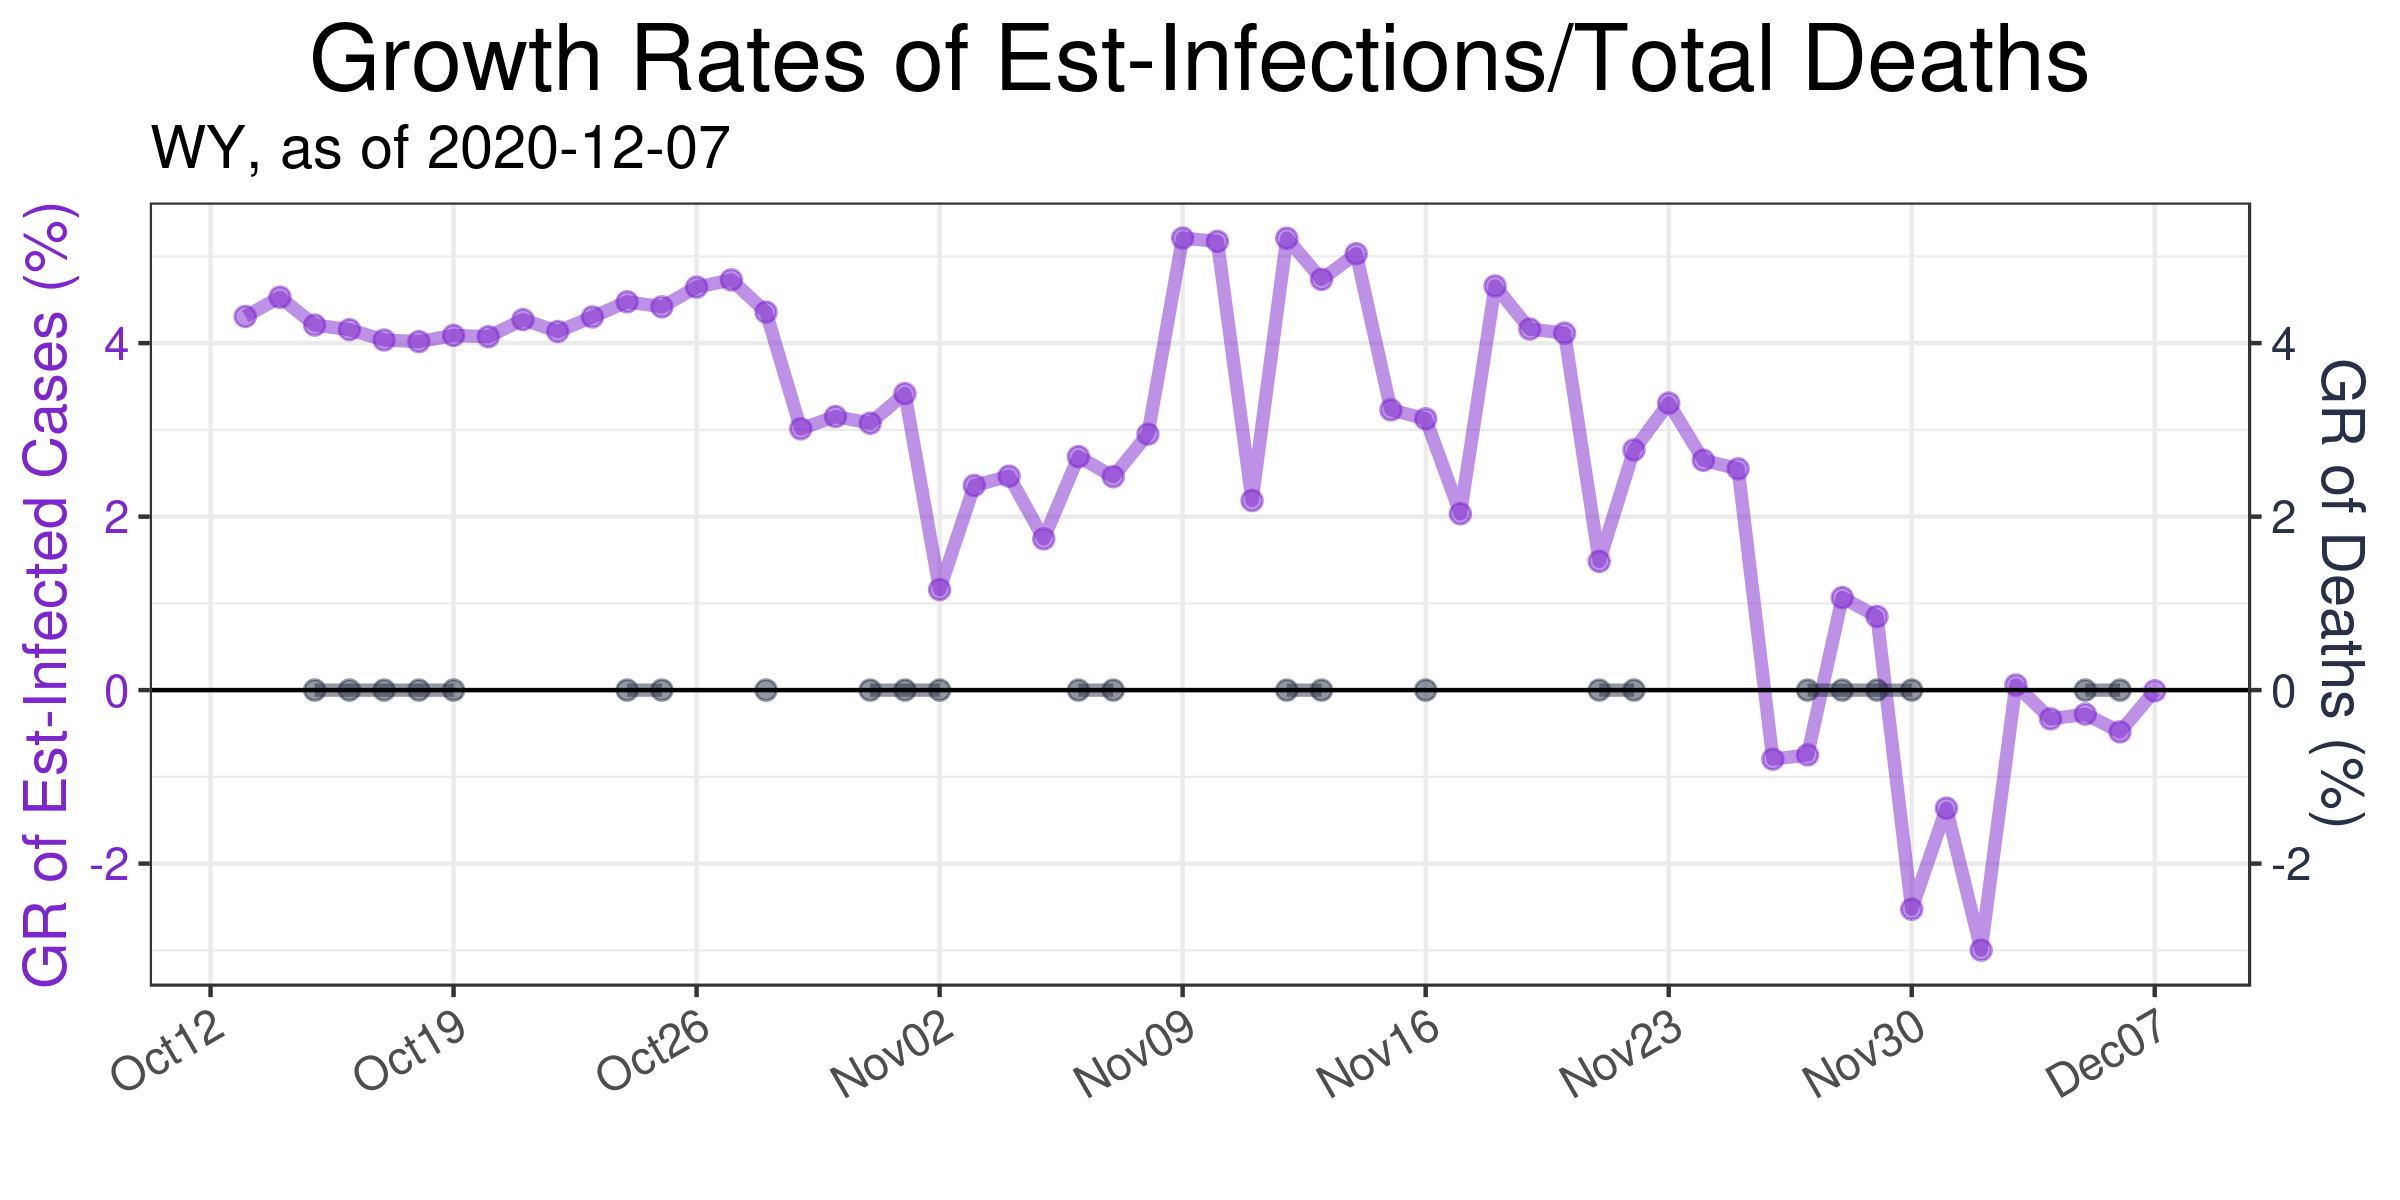 Growth Rates of Est-Infections/Total Deaths
WY, as of 2020-12-07
GR of Est-Infected Cases (%)
4
2
0
-2
4
2
0
-2
GR of Deaths (%)
Oct12
Oct19
Oct26
Nov02
Nov09
Nov16
Nov23
Nov30
Dec07